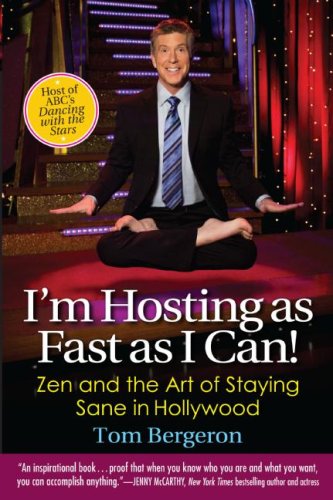 Host of
ABC's
Dancing
with the
Stars
I'm Hosting as
Fast as I Can!
Zen and the Art of Staying
Sane in Hollywood
Tom Bergeron
"An inspirational book . . . proof that when you know who you are and what you want,
you can accomplish anything."—JENNY McCARTHY, New York Times bestselling author and actress